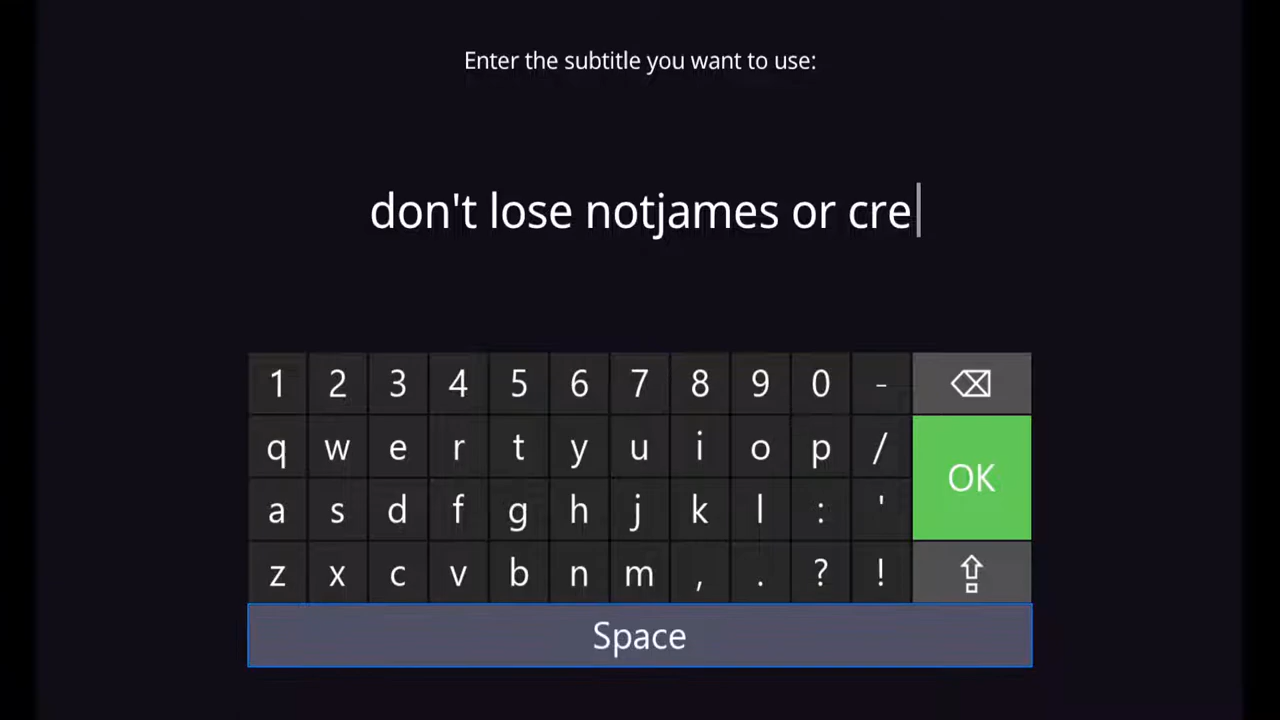 Enter the subtitle you want to use:
don't lose notjames or cre
1 2 3 4 5 6 7 8 9 0 -
q w e r t y u i o p / OK
a s d f g h j k l : '
z x c v b n m , . ? !
Space